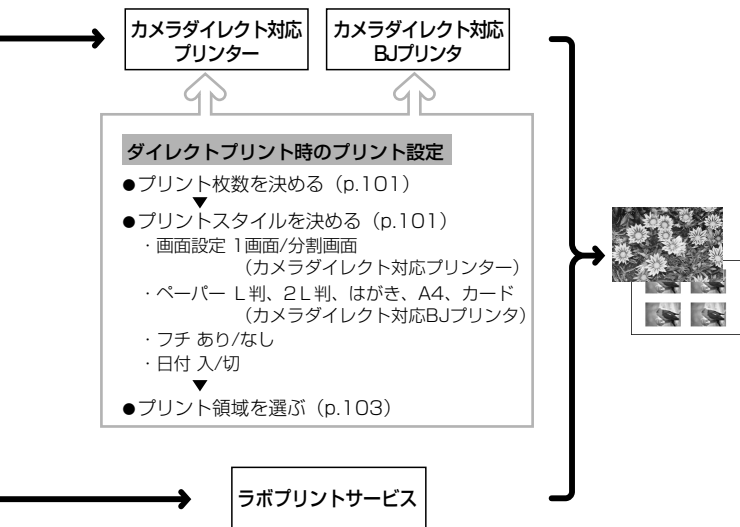 カメラダイレクト対応
プリンター
カメラダイレクト対応
BJプリンタ
ダイレクトプリント時のプリント設定
●プリント枚数を決める（p.101）
▼
●プリントスタイルを決める（p.101）
・画面設定 1画面/分割画面
（カメラダイレクト対応プリンター）
・ペーパー L判、2L判、はがき、A4、カード
（カメラダイレクト対応BJプリンタ）
・フチ あり/なし
・日付 入/切
▼
●プリント領域を選ぶ（p.103）
ラボプリントサービス